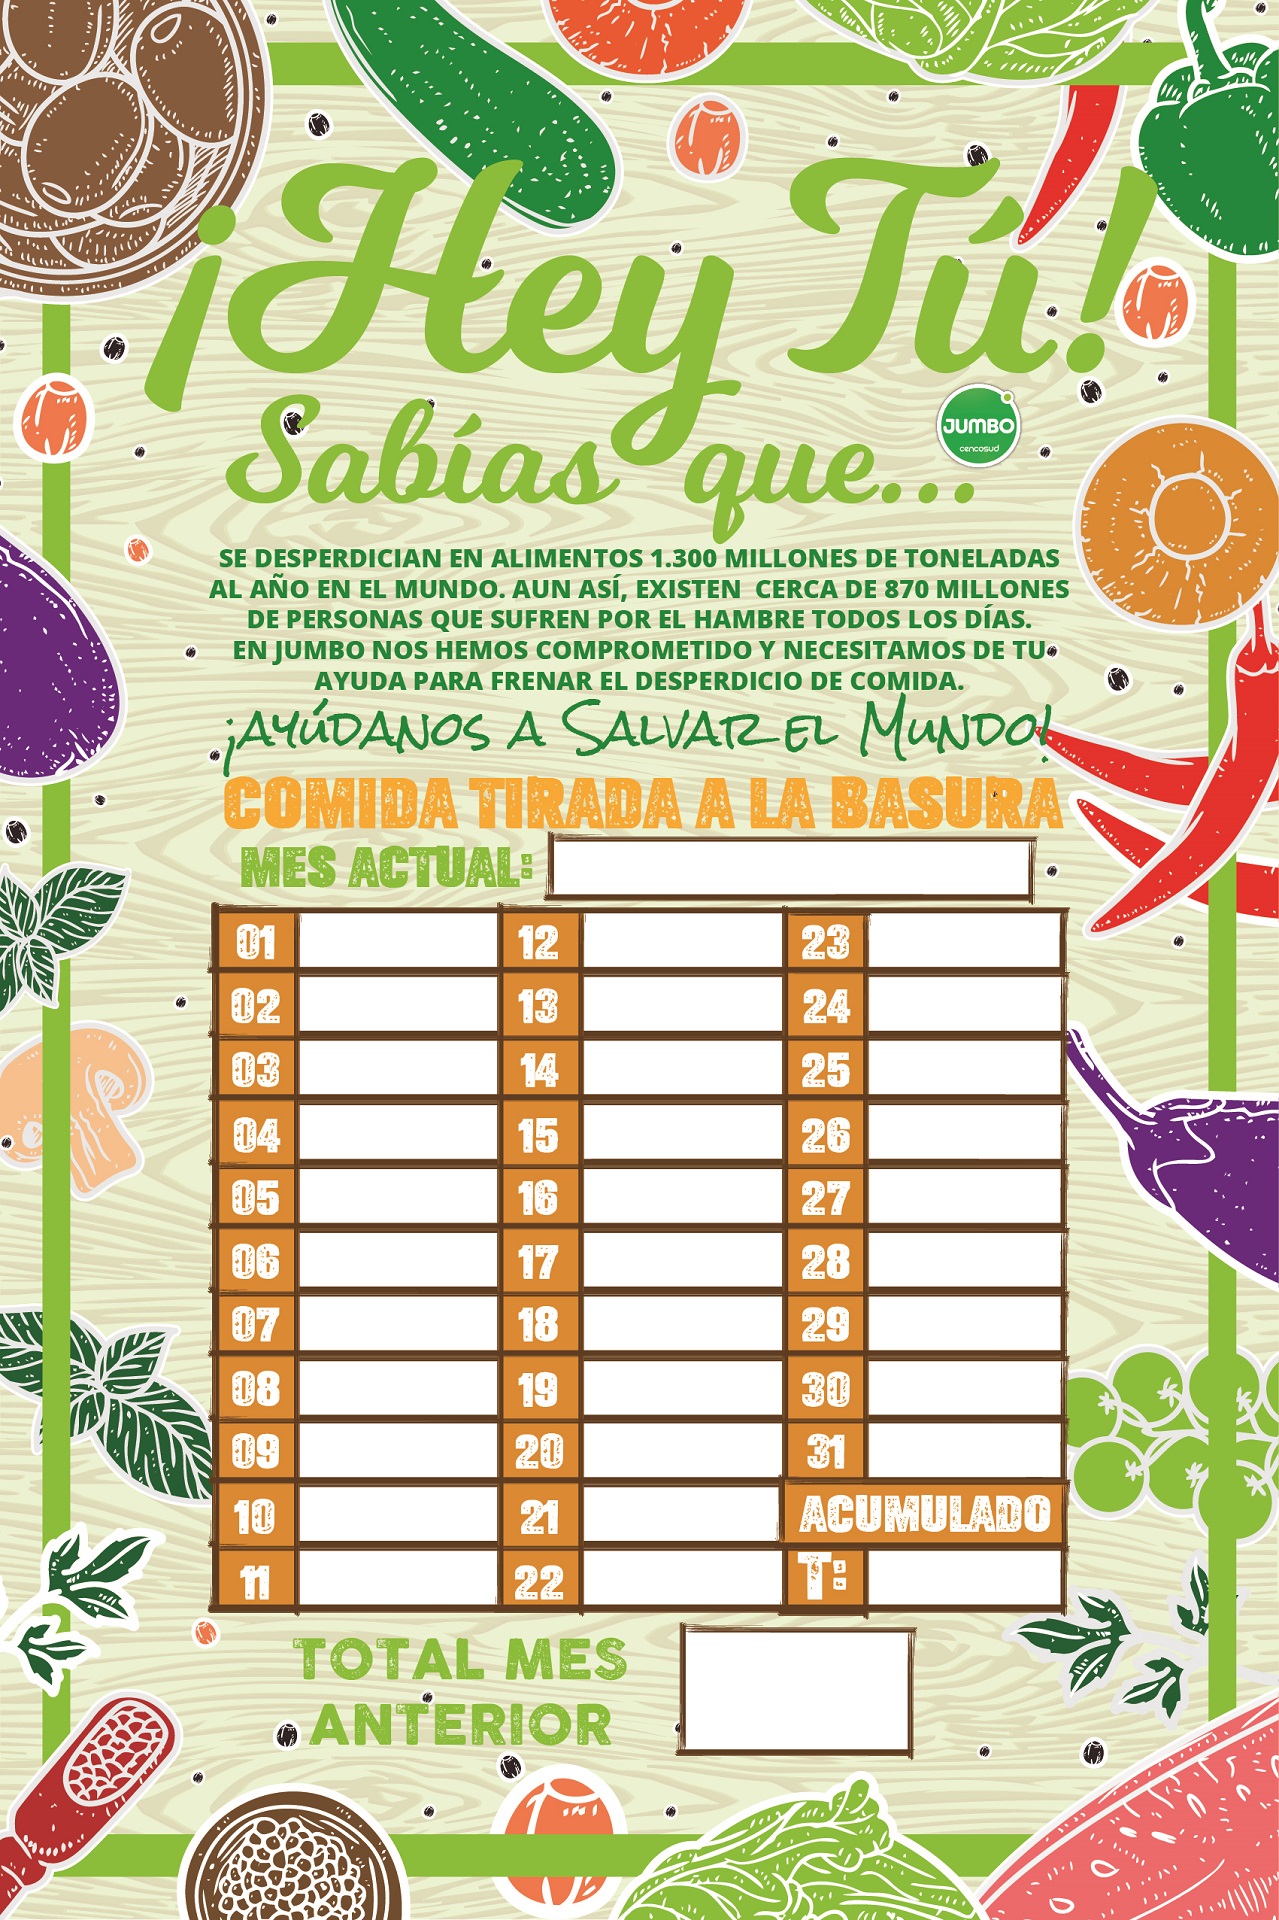 ¡Hey Tú!
Sabías que...
JUMBO
cencosud
SE DESPERDICIAN EN ALIMENTOS 1.300 MILLONES DE TONELADAS
AL AÑO EN EL MUNDO. AUN ASÍ, EXISTEN CERCA DE 870 MILLONES
DE PERSONAS QUE SUFREN POR EL HAMBRE TODOS LOS DÍAS.
EN JUMBO NOS HEMOS COMPROMETIDO Y NECESITAMOS DE TU
AYUDA PARA FRENAR EL DESPERDICIO DE COMIDA.
¡AYÚDANOS A SALVAR EL MUNDO!
COMIDA TIRADA A LA BASURA
MES ACTUAL:
01 12 23
02 13 24
03 14 25
04 15 26
05 16 27
06 17 28
07 18 29
08 19 30
09 20 31
10 21 ACUMULADO
11 22 T:
TOTAL MES
ANTERIOR